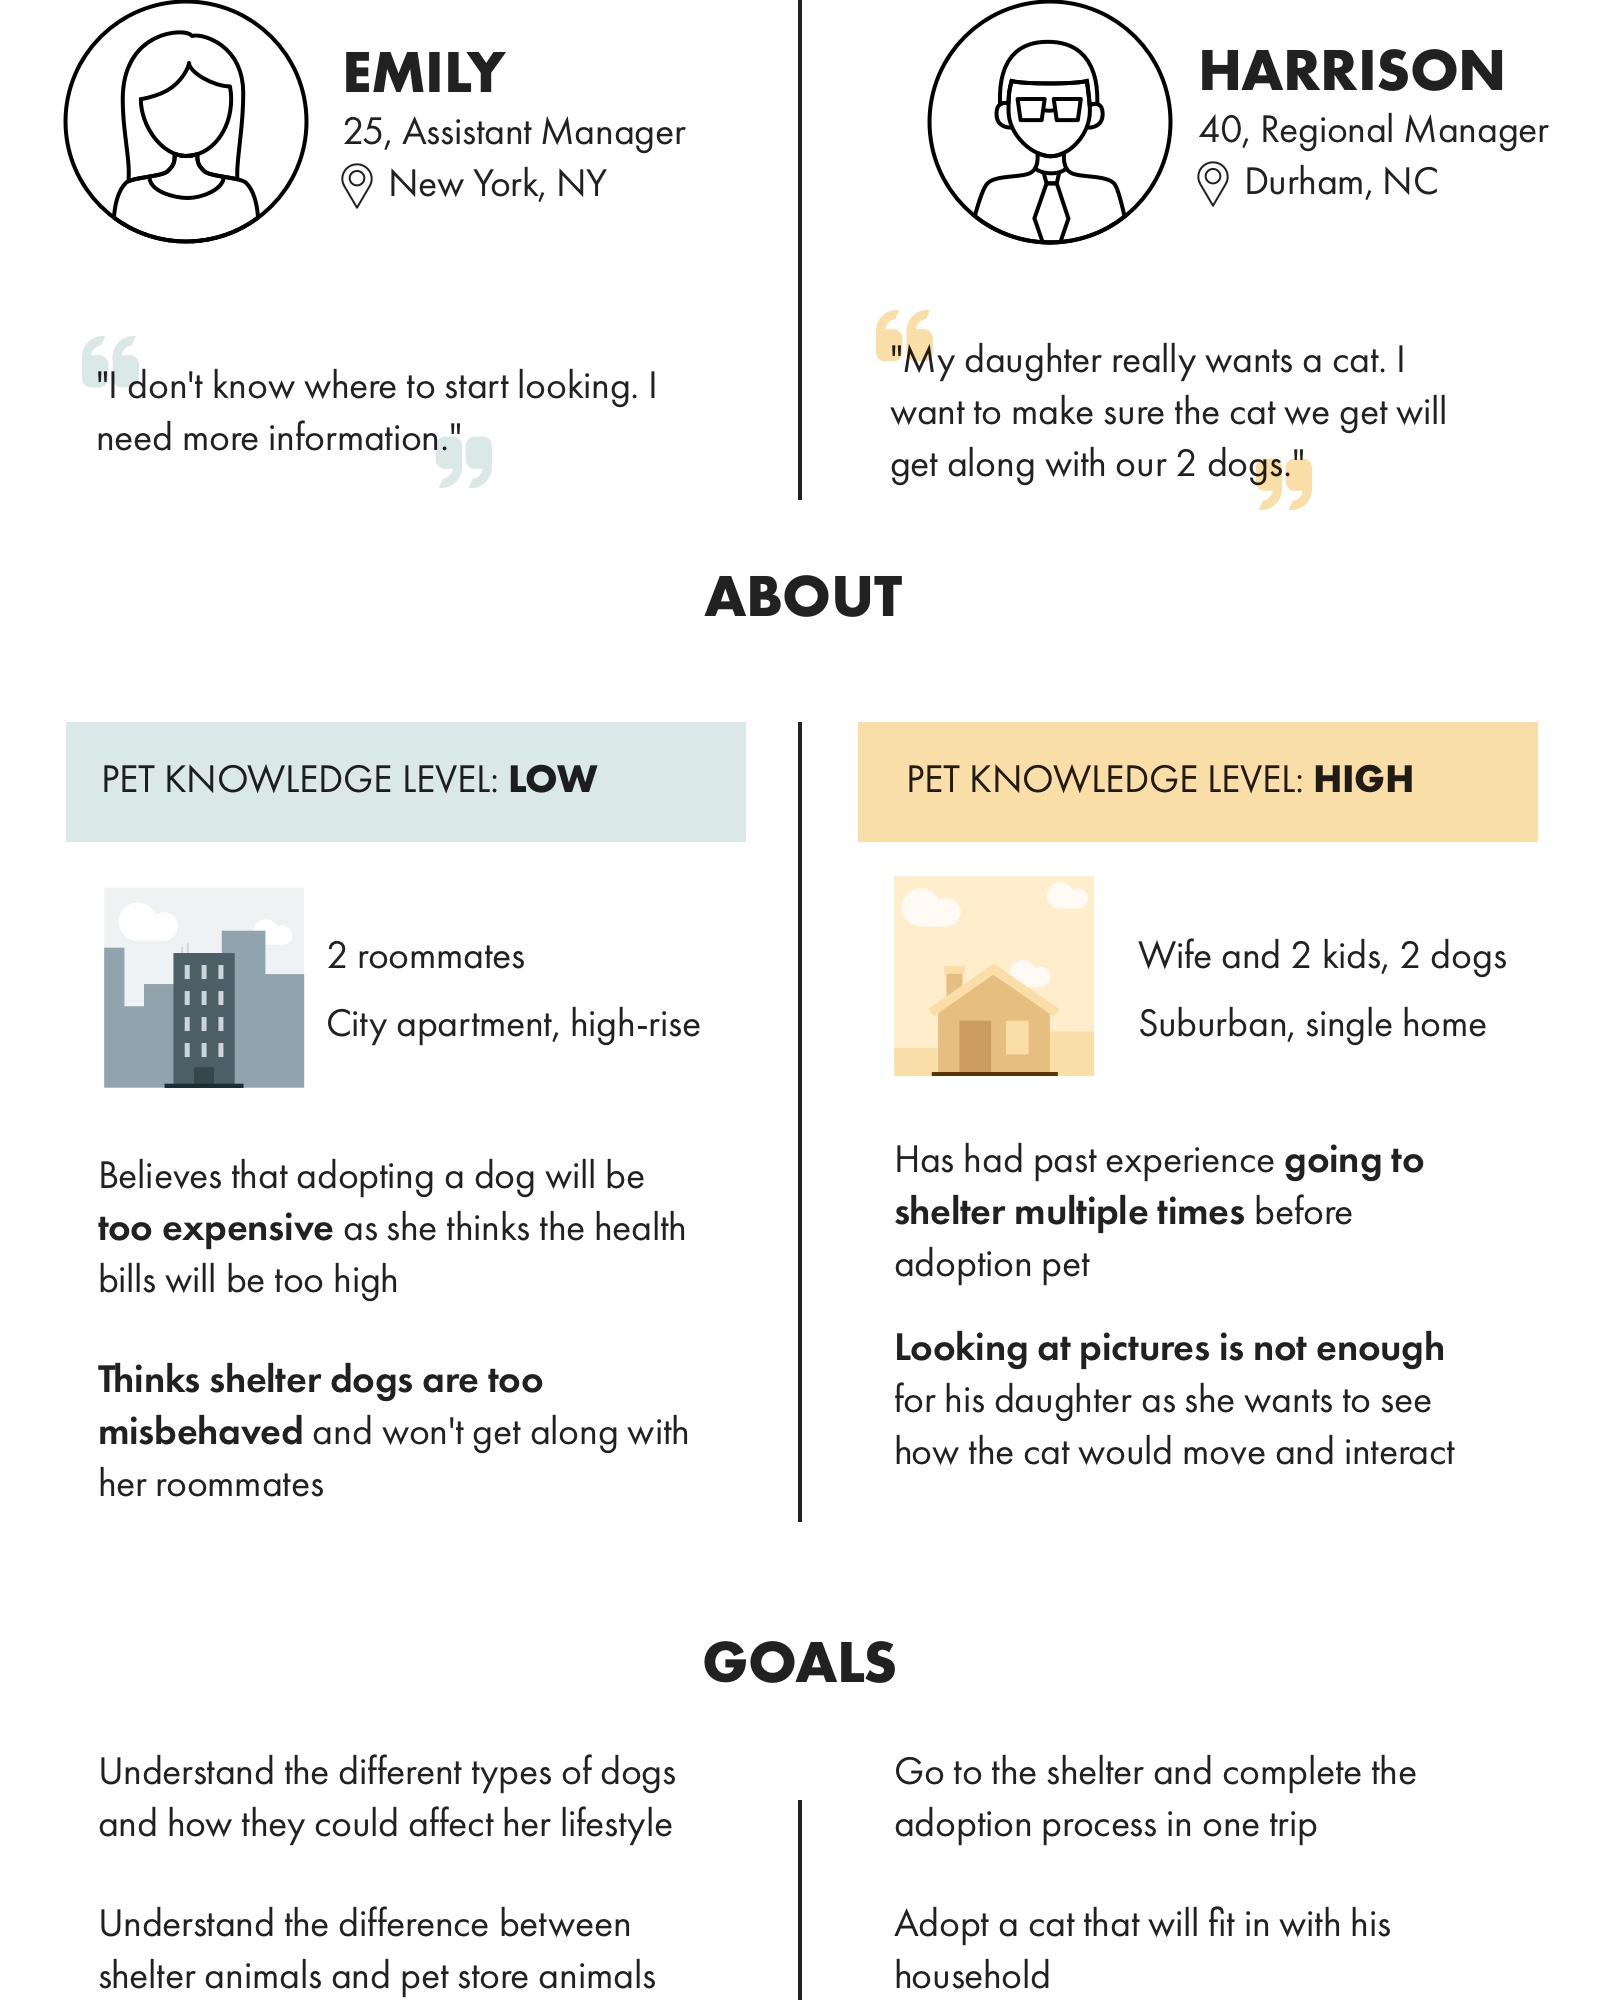 EMILY
25, Assistant Manager
New York, NY
"I don't know where to start looking. I
need more information."
HARRISON
40, Regional Manager
Durham, NC
"My daughter really wants a cat. I
want to make sure the cat we get will
get along with our 2 dogs."
ABOUT
PET KNOWLEDGE LEVEL: LOW
2 roommates
City apartment, high-rise
Believes that adopting a dog will be
too expensive as she thinks the health
bills will be too high
Thinks shelter dogs are too
misbehaved and won't get along with
her roommates
PET KNOWLEDGE LEVEL: HIGH
Wife and 2 kids, 2 dogs
Suburban, single home
Has had past experience going to
shelter multiple times before
adoption pet
Looking at pictures is not enough
for his daughter as she wants to see
how the cat would move and interact
GOALS
Understand the different types of dogs
and how they could affect her lifestyle
Understand the difference between
shelter animals and pet store animals
Go to the shelter and complete the
adoption process in one trip
Adopt a cat that will fit in with his
household